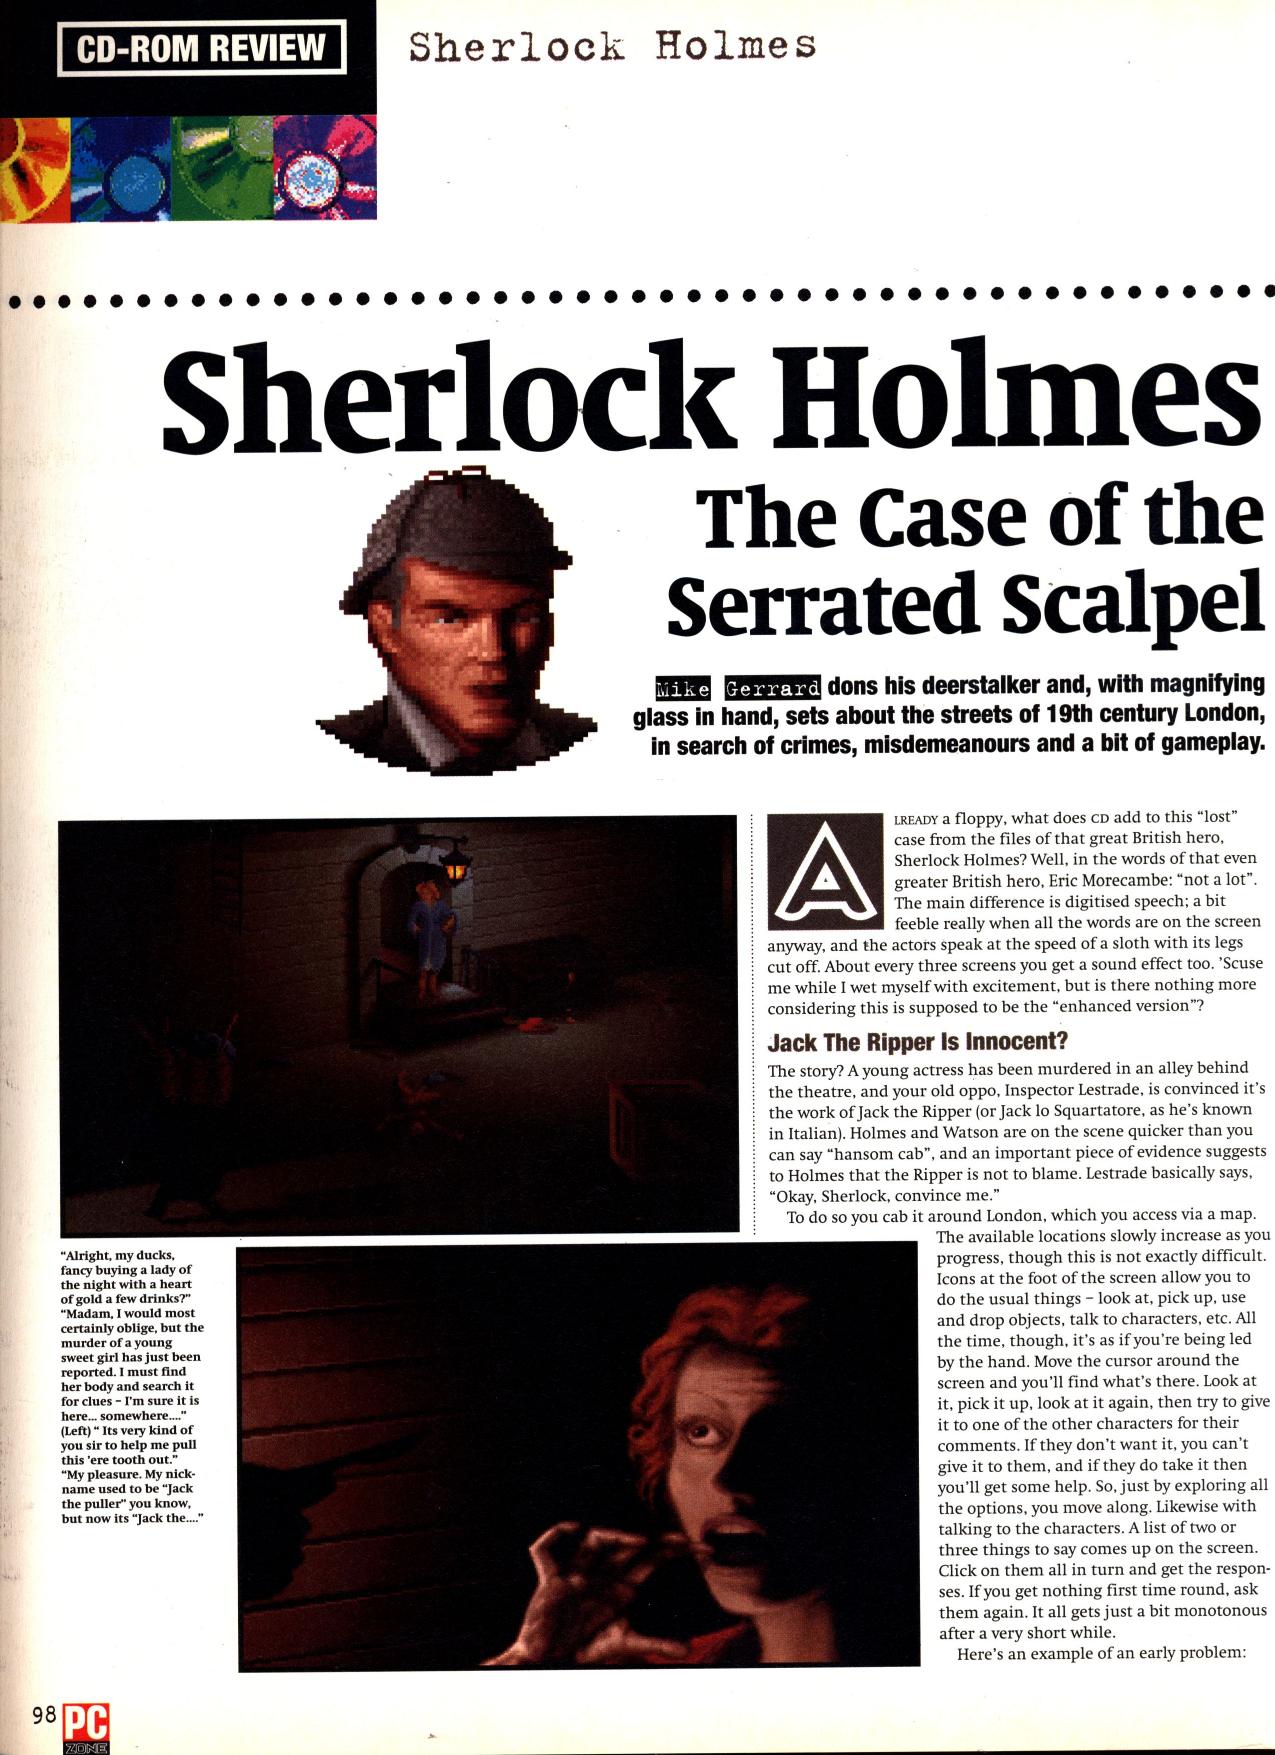 CD-ROM REVIEW
Sherlock Holmes
Sherlock Holmes
The Case of the
Serrated Scalpel
Mike Gerrard dons his deerstalker and, with magnifying
glass in hand, sets about the streets of 19th century London,
in search of crimes, misdemeanours and a bit of gameplay.
ALREADY a floppy, what does CD add to this “lost”
case from the files of that great British hero,
Sherlock Holmes? Well, in the words of that even
greater British hero, Eric Morecambe: “not a lot”.
The main difference is digitised speech; a bit
feeble really when all the words are on the screen
anyway, and the actors speak at the speed of a sloth with its legs
cut off. About every three screens you get a sound effect too. ’Scuse
me while I wet myself with excitement, but is there nothing more
considering this is supposed to be the “enhanced version”?
Jack The Ripper Is Innocent?
The story? A young actress has been murdered in an alley behind
the theatre, and your old oppo, Inspector Lestrade, is convinced it’s
the work of Jack the Ripper (or Jack lo Squartatore, as he’s known
in Italian). Holmes and Watson are on the scene quicker than you
can say “hansom cab”, and an important piece of evidence suggests
to Holmes that the Ripper is not to blame. Lestrade basically says,
“Okay, Sherlock, convince me.”
To do so you cab it around London, which you access via a map.
The available locations slowly increase as you
progress, though this is not exactly difficult.
Icons at the foot of the screen allow you to
do the usual things – look at, pick up, use
and drop objects, talk to characters, etc. All
the time, though, it’s as if you’re being led
by the hand. Move the cursor around the
screen and you’ll find what’s there. Look at
it, pick it up, look at it again, then try to give
it to one of the other characters for their
comments. If they don’t want it, you can’t
give it to them, and if they do take it then
you’ll get some help. So, just by exploring all
the options, you move along. Likewise with
talking to the characters. A list of two or
three things to say comes up on the screen.
Click on them all in turn and get the respon-
ses. If you get nothing first time round, ask
them again. It all gets just a bit monotonous
after a very short while.
Here’s an example of an early problem:
“Alright, my ducks,
fancy buying a lady of
the night with a heart
of gold a few drinks?”
“Madam, I would most
certainly oblige, but the
murder of a young
sweet girl has just been
reported. I must find
her body and search it
for clues – I’m sure it is
here... somewhere....”
(Left) “ Its very kind of
you sir to help me pull
this ’ere tooth out.”
“My pleasure. My nick-
name used to be “Jack
the puller” you know,
but now its “Jack the....”
98 PC
ZONE